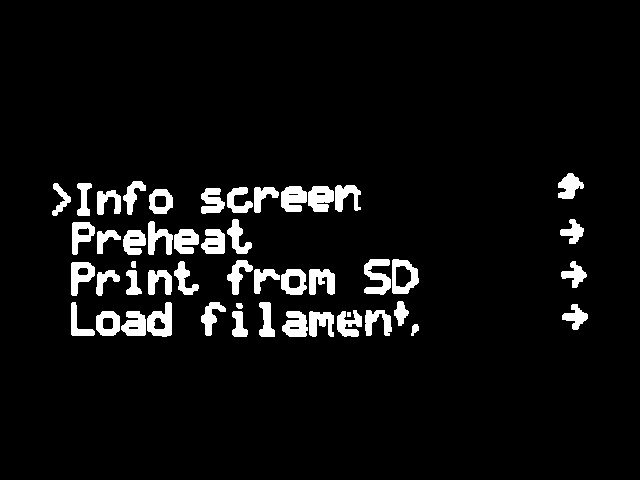 >Info screen ↑
Preheat →
Print from SD →
Load filament →